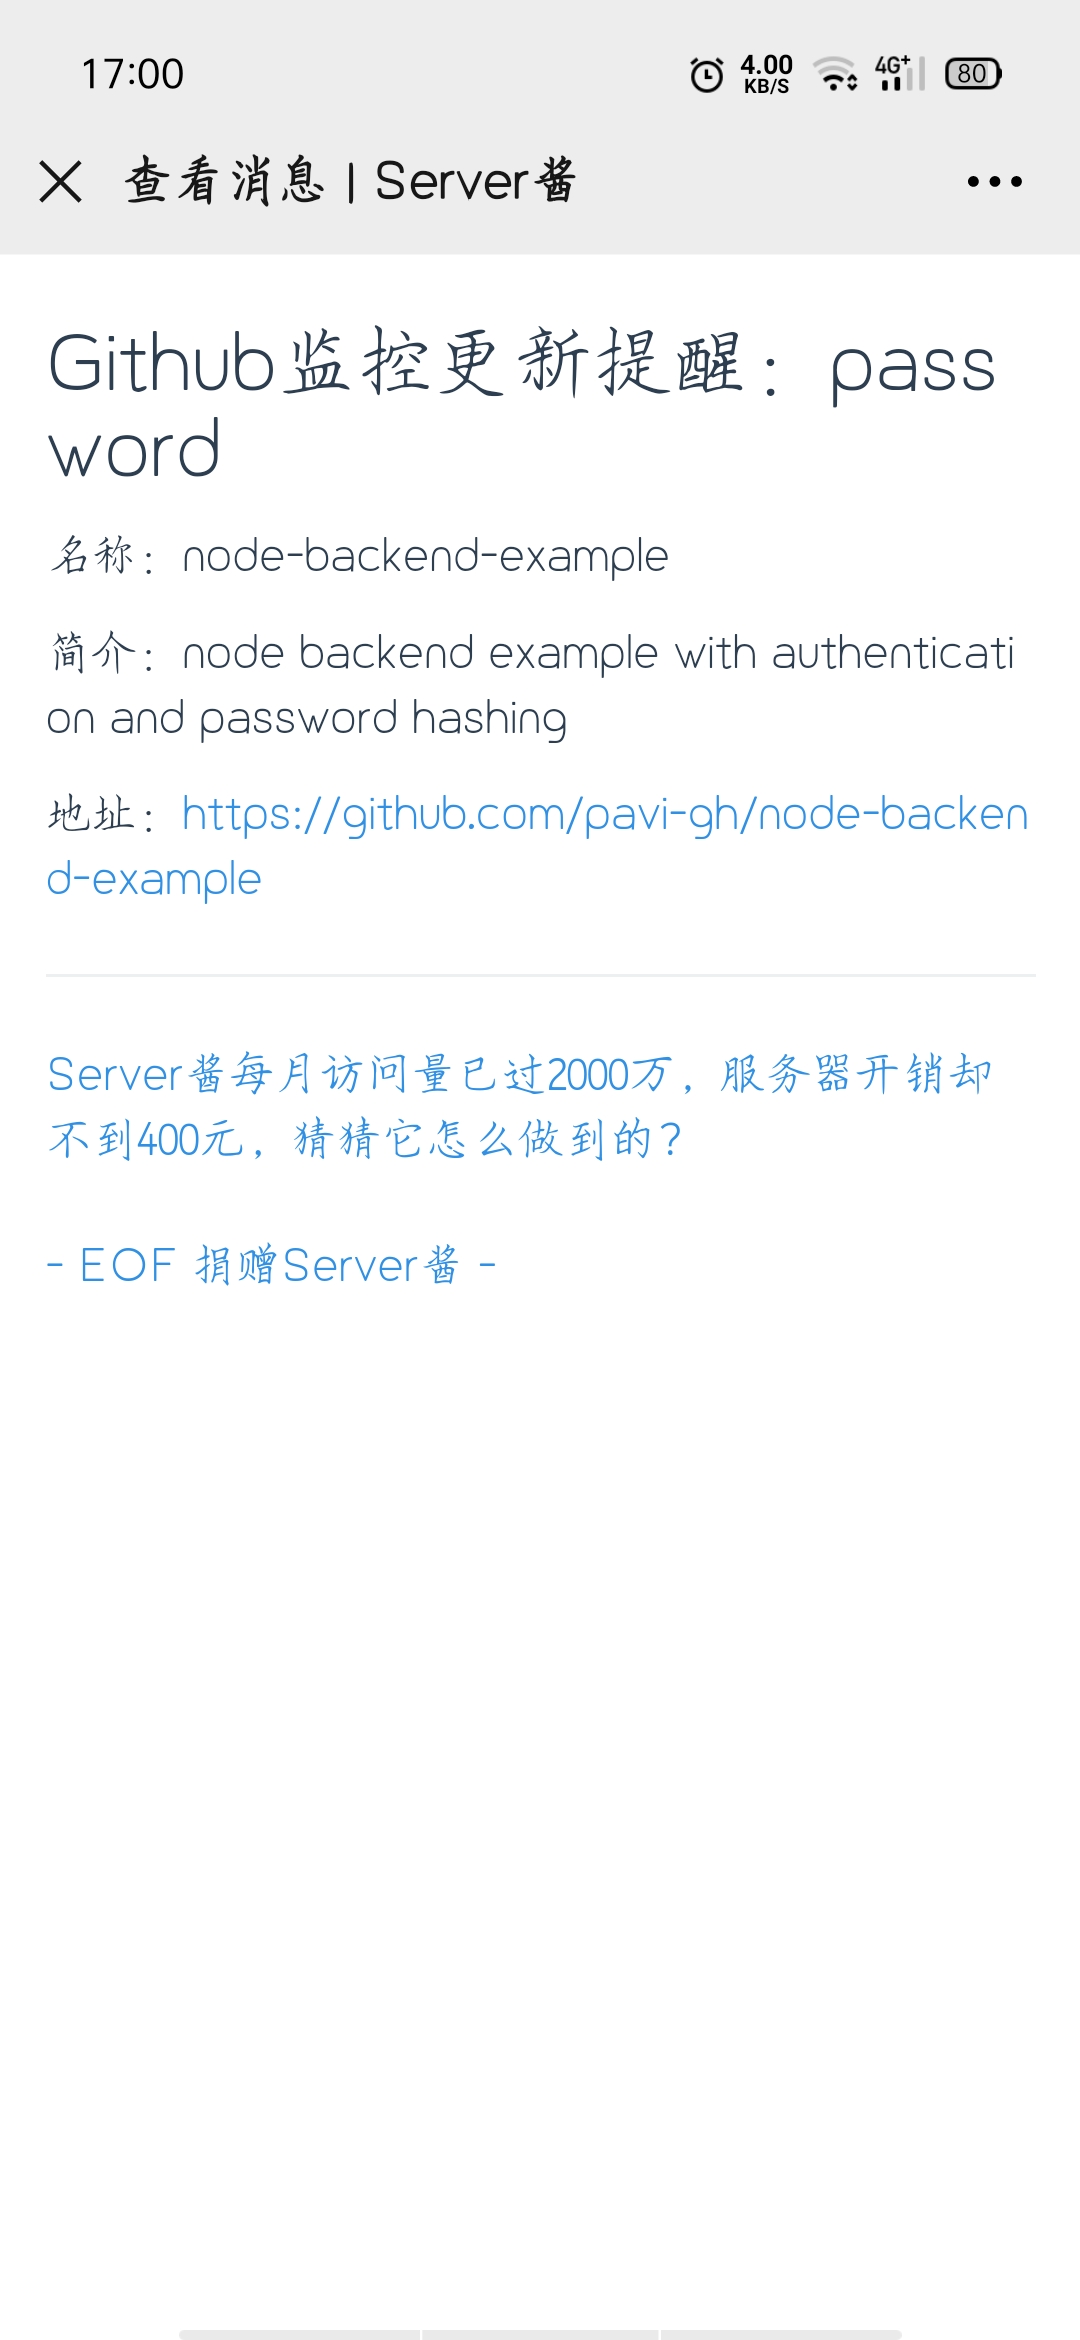 17:00 4.00 KB/S 4G+ 80
查看消息 | Server酱
Github监控更新提醒：pass
word
名称：node-backend-example
简介：node backend example with authenticati
on and password hashing
地址：https://github.com/pavi-gh/node-backen
d-example
Server酱每月访问量已过2000万，服务器开销却
不到400元，猜猜它怎么做到的？
- EOF 捐赠Server酱 -